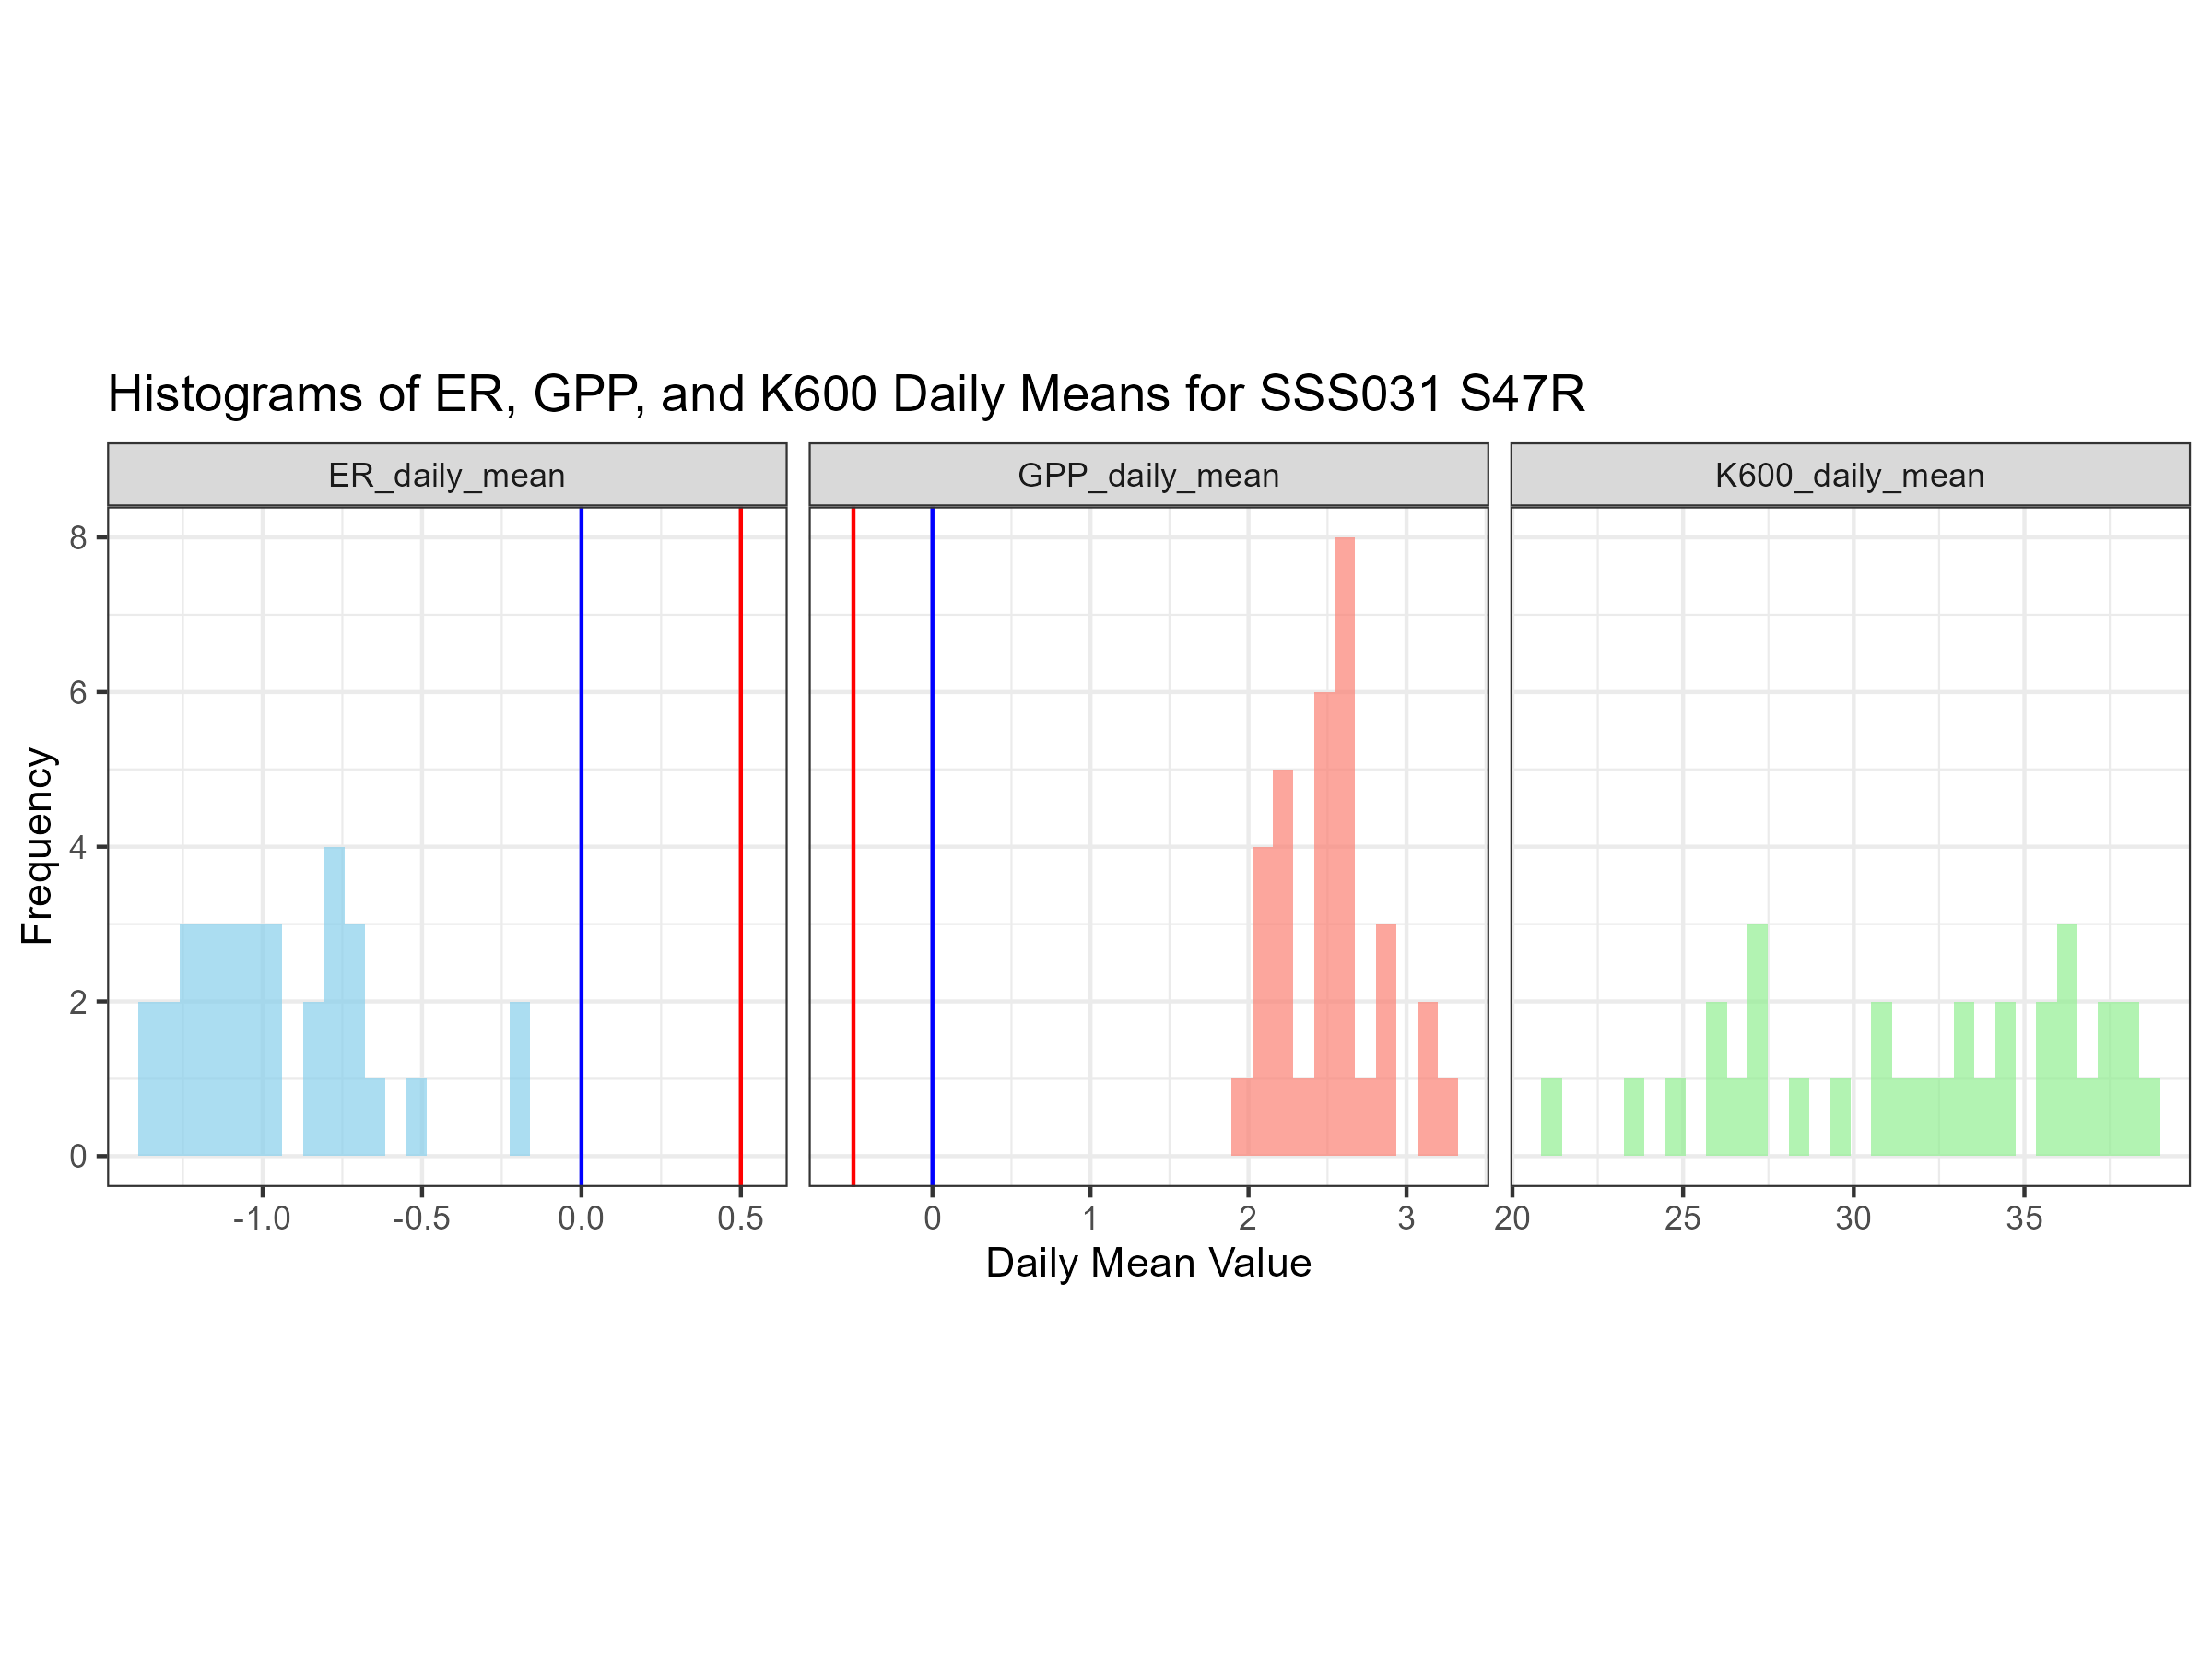 Histograms of ER, GPP, and K600 Daily Means for SSS031 S47R
ER_daily_mean GPP_daily_mean K600_daily_mean
8
6
4
2
0
Frequency
-1.0 -0.5 0.0 0.5 0 1 2 3 20 25 30 35
Daily Mean Value